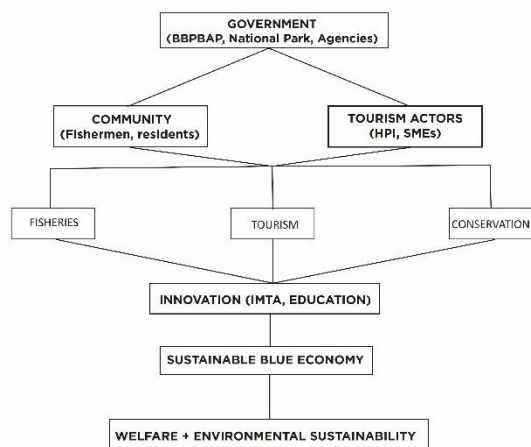 GOVERNMENT
(BBPBAP, National Park, Agencies)
COMMUNITY
(Fishermen, residents)
TOURISM ACTORS
(HPI, SMEs)
FISHERIES
TOURISM
CONSERVATION
INNOVATION (IMTA, EDUCATION)
SUSTAINABLE BLUE ECONOMY
WELFARE + ENVIRONMENTAL SUSTAINABILITY